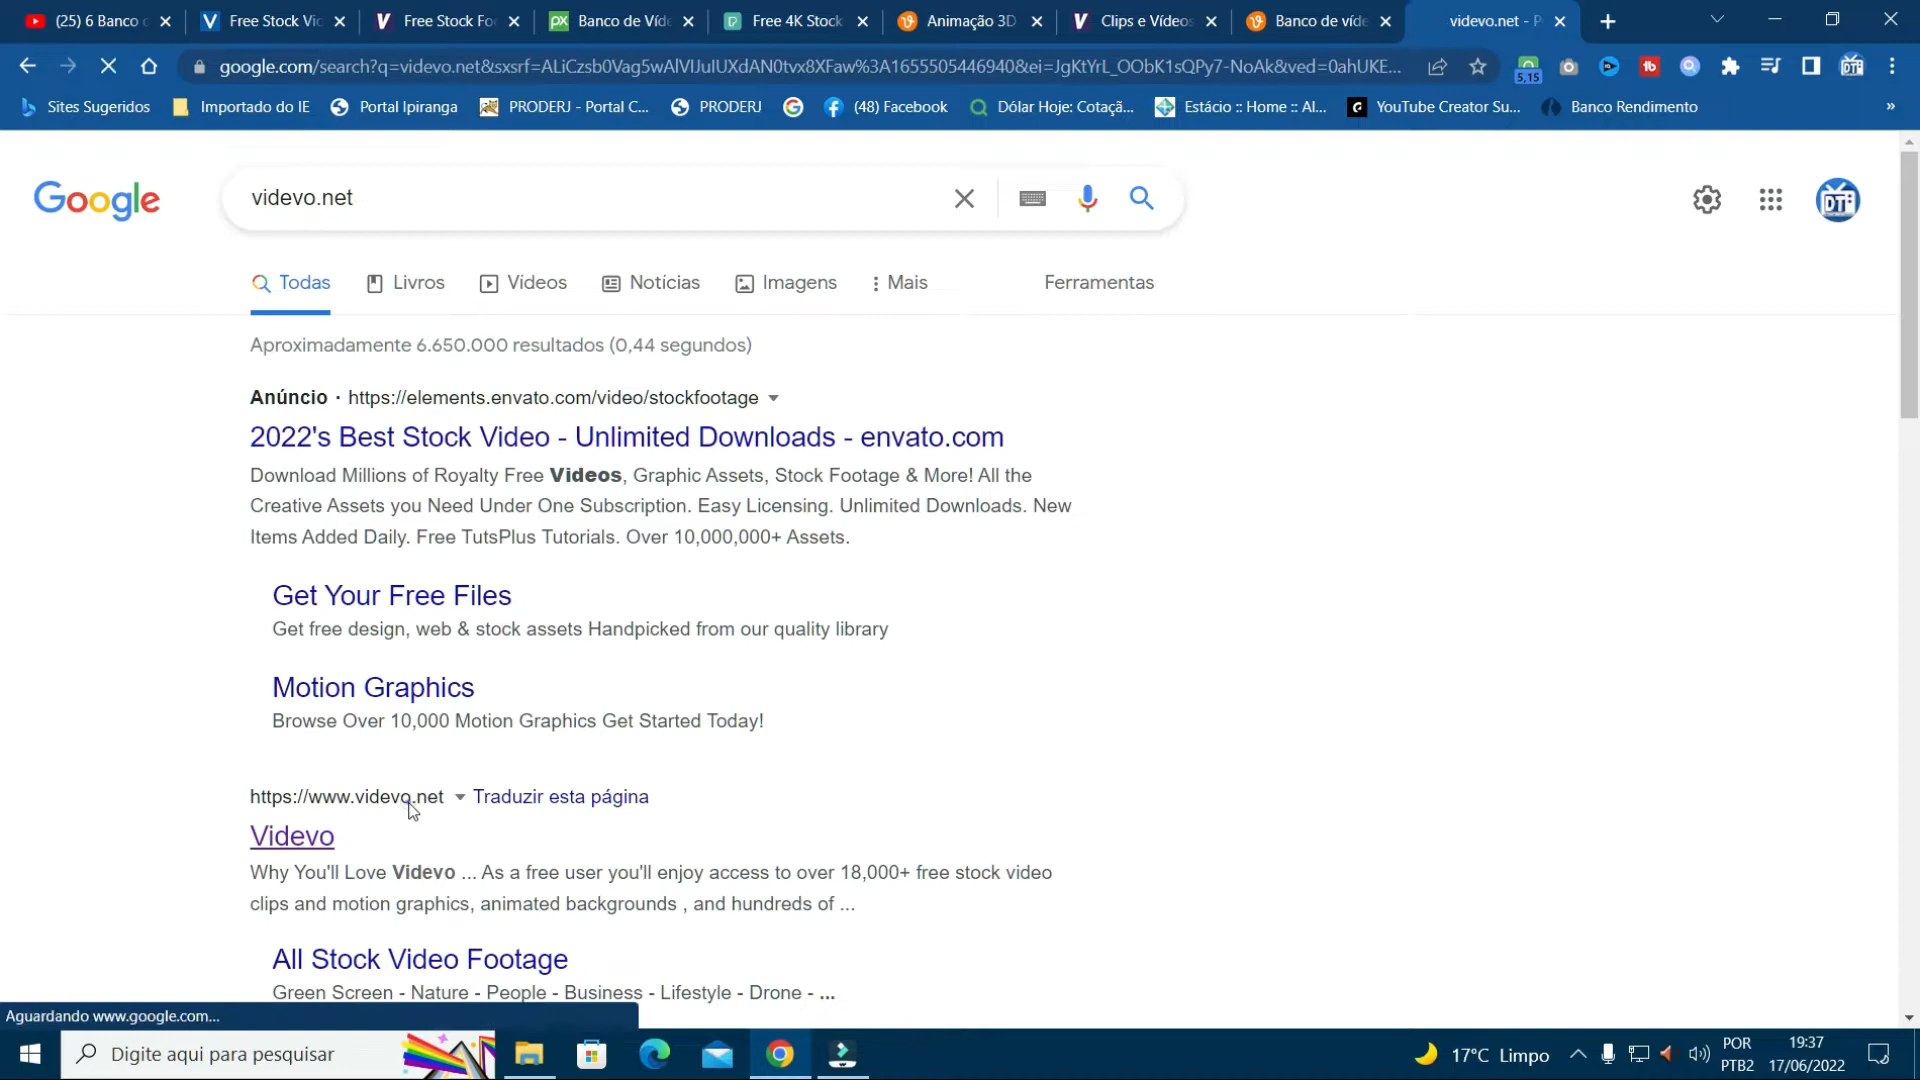 (25) 6 Banco
Free Stock Vid
Free Stock Fo
Banco de Víde
Free 4K Stock
Animação 3D
Clips e Vídeos
Banco de víde
videvo.net - P
google.com/search?q=videvo.net&sxsrf=ALiCzsb0Vag5wAlVIJuIUXdAN0tvx8XFaw%3A1655505446940&ei=JgKtYrL_OObK1sQPy7-NoAk&ved=0ahUKE...
5,15
Sites Sugeridos
Importado do IE
Portal Ipiranga
PRODERJ - Portal C...
PRODERJ
(48) Facebook
Dólar Hoje: Cotaçã...
Estácio :: Home :: Al...
YouTube Creator Su...
Banco Rendimento
»
Google
videvo.net
DTI
Todas
Livros
Vídeos
Notícias
Imagens
Mais
Ferramentas
Aproximadamente 6.650.000 resultados (0,44 segundos)
Anúncio · https://elements.envato.com/video/stockfootage
2022's Best Stock Video - Unlimited Downloads - envato.com
Download Millions of Royalty Free Videos, Graphic Assets, Stock Footage & More! All the
Creative Assets you Need Under One Subscription. Easy Licensing. Unlimited Downloads. New
Items Added Daily. Free TutsPlus Tutorials. Over 10,000,000+ Assets.
Get Your Free Files
Get free design, web & stock assets Handpicked from our quality library
Motion Graphics
Browse Over 10,000 Motion Graphics Get Started Today!
https://www.videvo.net Traduzir esta página
Videvo
Why You'll Love Videvo ... As a free user you'll enjoy access to over 18,000+ free stock video
clips and motion graphics, animated backgrounds , and hundreds of ...
All Stock Video Footage
Green Screen - Nature - People - Business - Lifestyle - Drone - ...
Aguardando www.google.com...
Digite aqui para pesquisar
17°C Limpo
POR
PTB2
19:37
17/06/2022